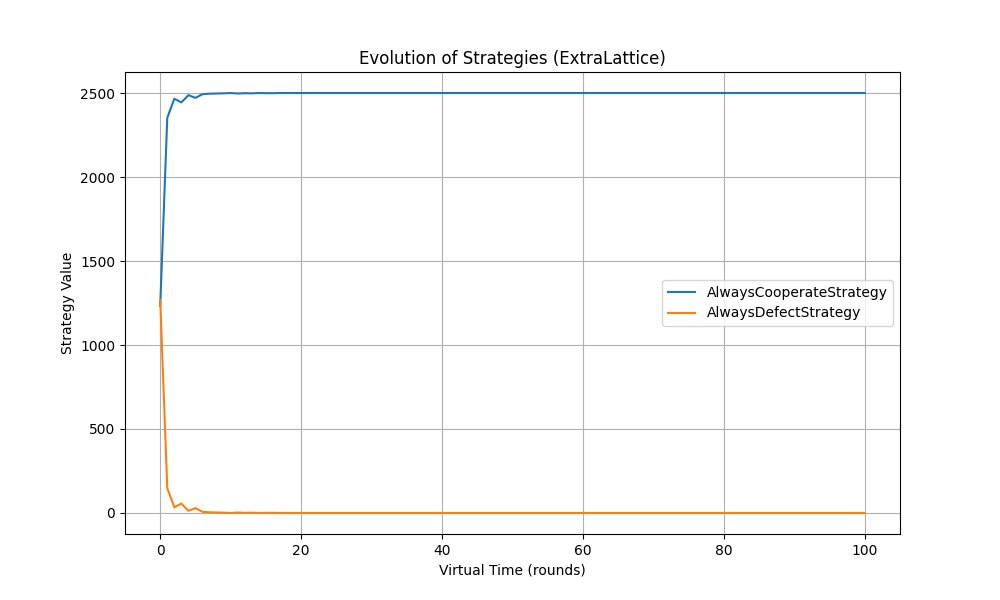 Evolution of Strategies (ExtraLattice)
2500
2000
1500
1000
500
0
Strategy Value
AlwaysCooperateStrategy
AlwaysDefectStrategy
0 20 40 60 80 100
Virtual Time (rounds)